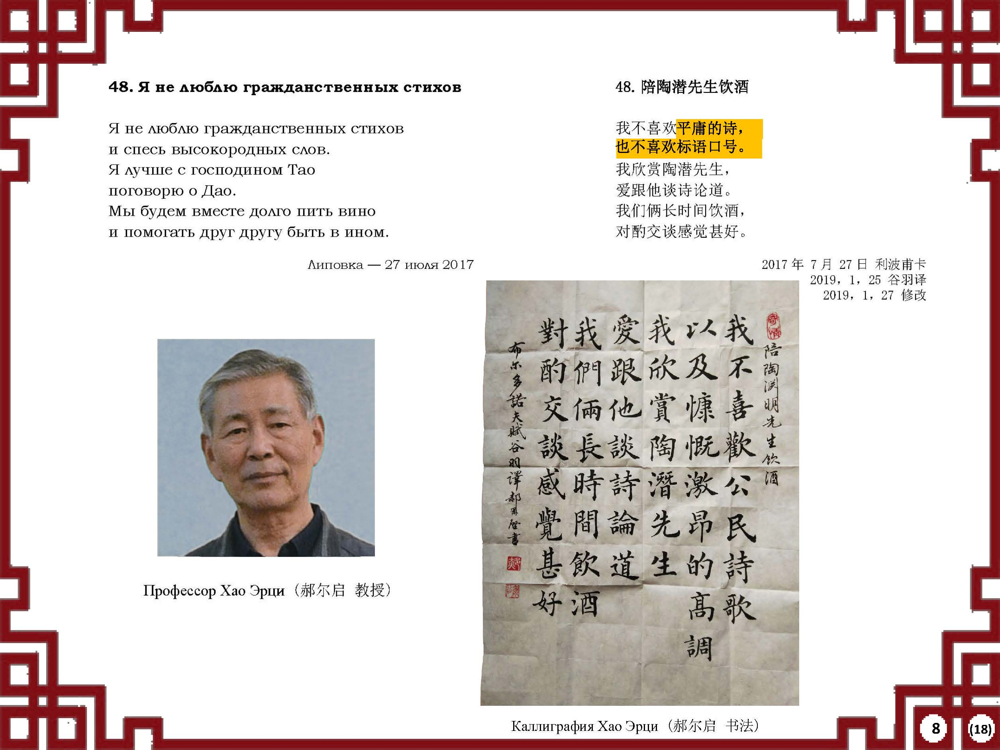 48. Я не люблю гражданственных стихов
Я не люблю гражданственных стихов
и спесь высокородных слов.
Я лучше с господином Тао
поговорю о Дао.
Мы будем вместе долго пить вино
и помогать друг другу быть в ином.
Липовка — 27 июля 2017
48. 陪陶潜先生饮酒
我不喜欢平庸的诗，
也不喜欢标语口号。
我欣赏陶潜先生，
爱跟他谈诗论道。
我们俩长时间饮酒，
对酌交谈感觉甚好。
2017 年 7 月 27 日 利波甫卡
2019，1，25 谷羽译
2019，1，27 修改
Профессор Хао Эрци（郝尔启 教授）
陪陶渊明先生饮酒
我不喜歡公民詩歌
以及慷慨激昂的高調
我欣賞陶潛先生
愛跟他談詩論道
我們倆長時間飲酒
對酌交談感覺甚好
布尔多諾夫賦谷羽譯郝爾啓書
Каллиграфия Хао Эрци（郝尔启 书法）
8
(18)